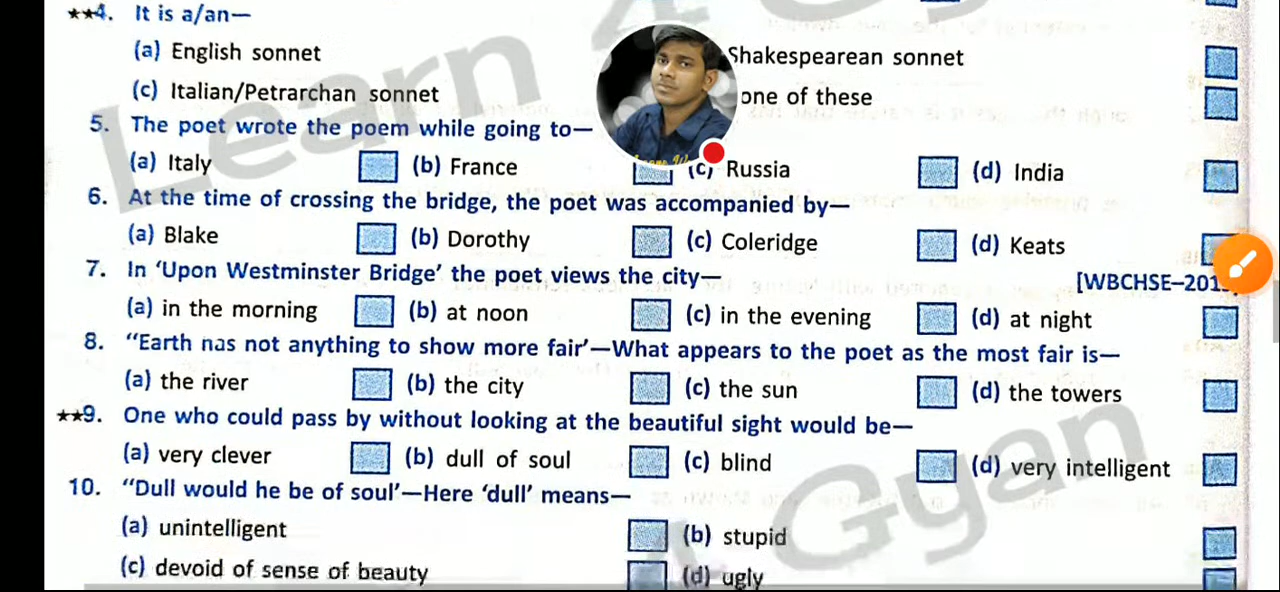 ★★4. It is a/an—
(a) English sonnet Shakespearean sonnet
(c) Italian/Petrarchan sonnet one of these
5. The poet wrote the poem while going to—
(a) Italy (b) France (c) Russia (d) India
6. At the time of crossing the bridge, the poet was accompanied by—
(a) Blake (b) Dorothy (c) Coleridge (d) Keats
7. In ‘Upon Westminster Bridge’ the poet views the city— [WBCHSE–201
(a) in the morning (b) at noon (c) in the evening (d) at night
8. “Earth has not anything to show more fair’—What appears to the poet as the most fair is—
(a) the river (b) the city (c) the sun (d) the towers
★★9. One who could pass by without looking at the beautiful sight would be—
(a) very clever (b) dull of soul (c) blind (d) very intelligent
10. “Dull would he be of soul’—Here ‘dull’ means—
(a) unintelligent (b) stupid
(c) devoid of sense of beauty (d) ugly
Learn 4 Gyan